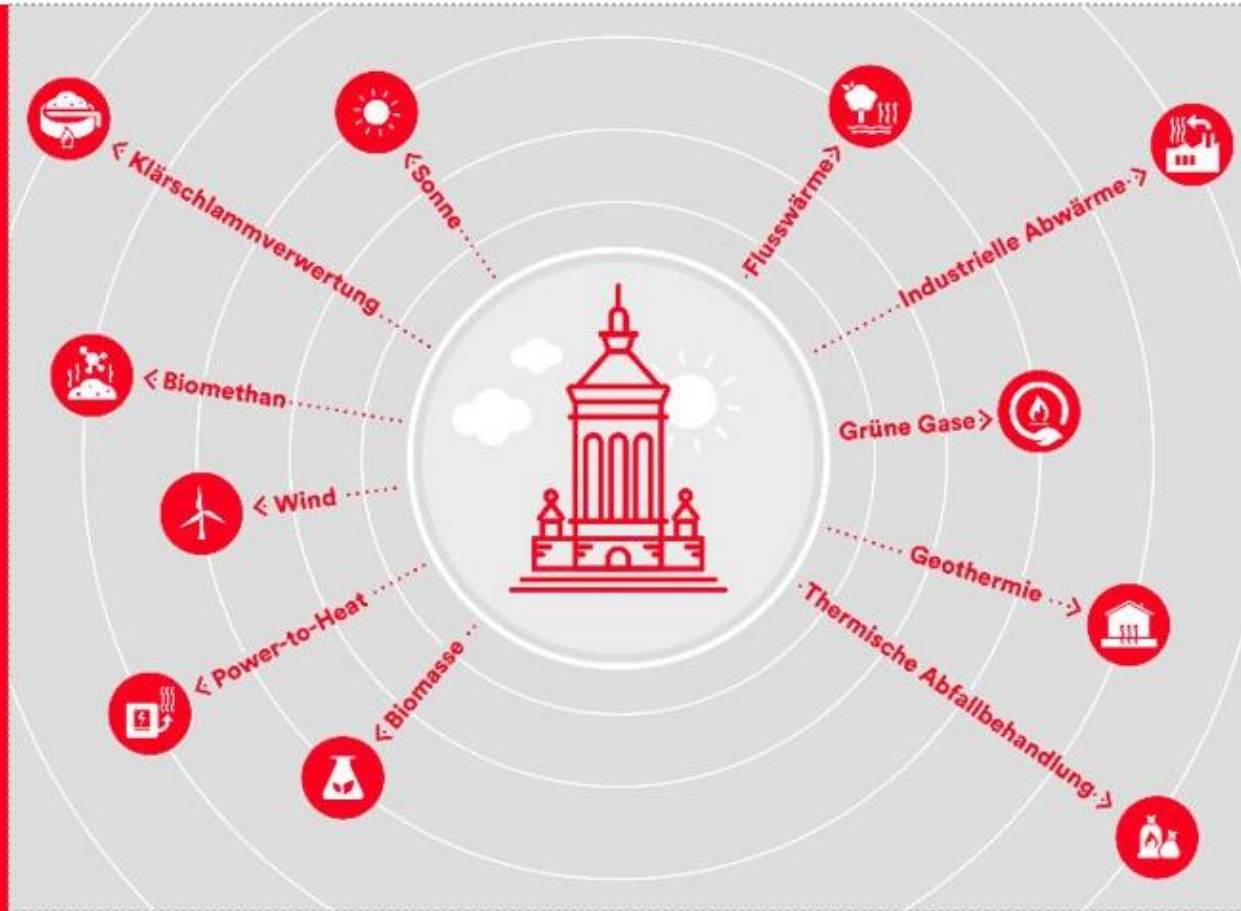 Klärschlammverwertung
Sonne
Flusswärme
Industrielle Abwärme
Biomethan
Grüne Gase
Wind
Geothermie
Power-to-Heat
Biomasse
Thermische Abfallbehandlung